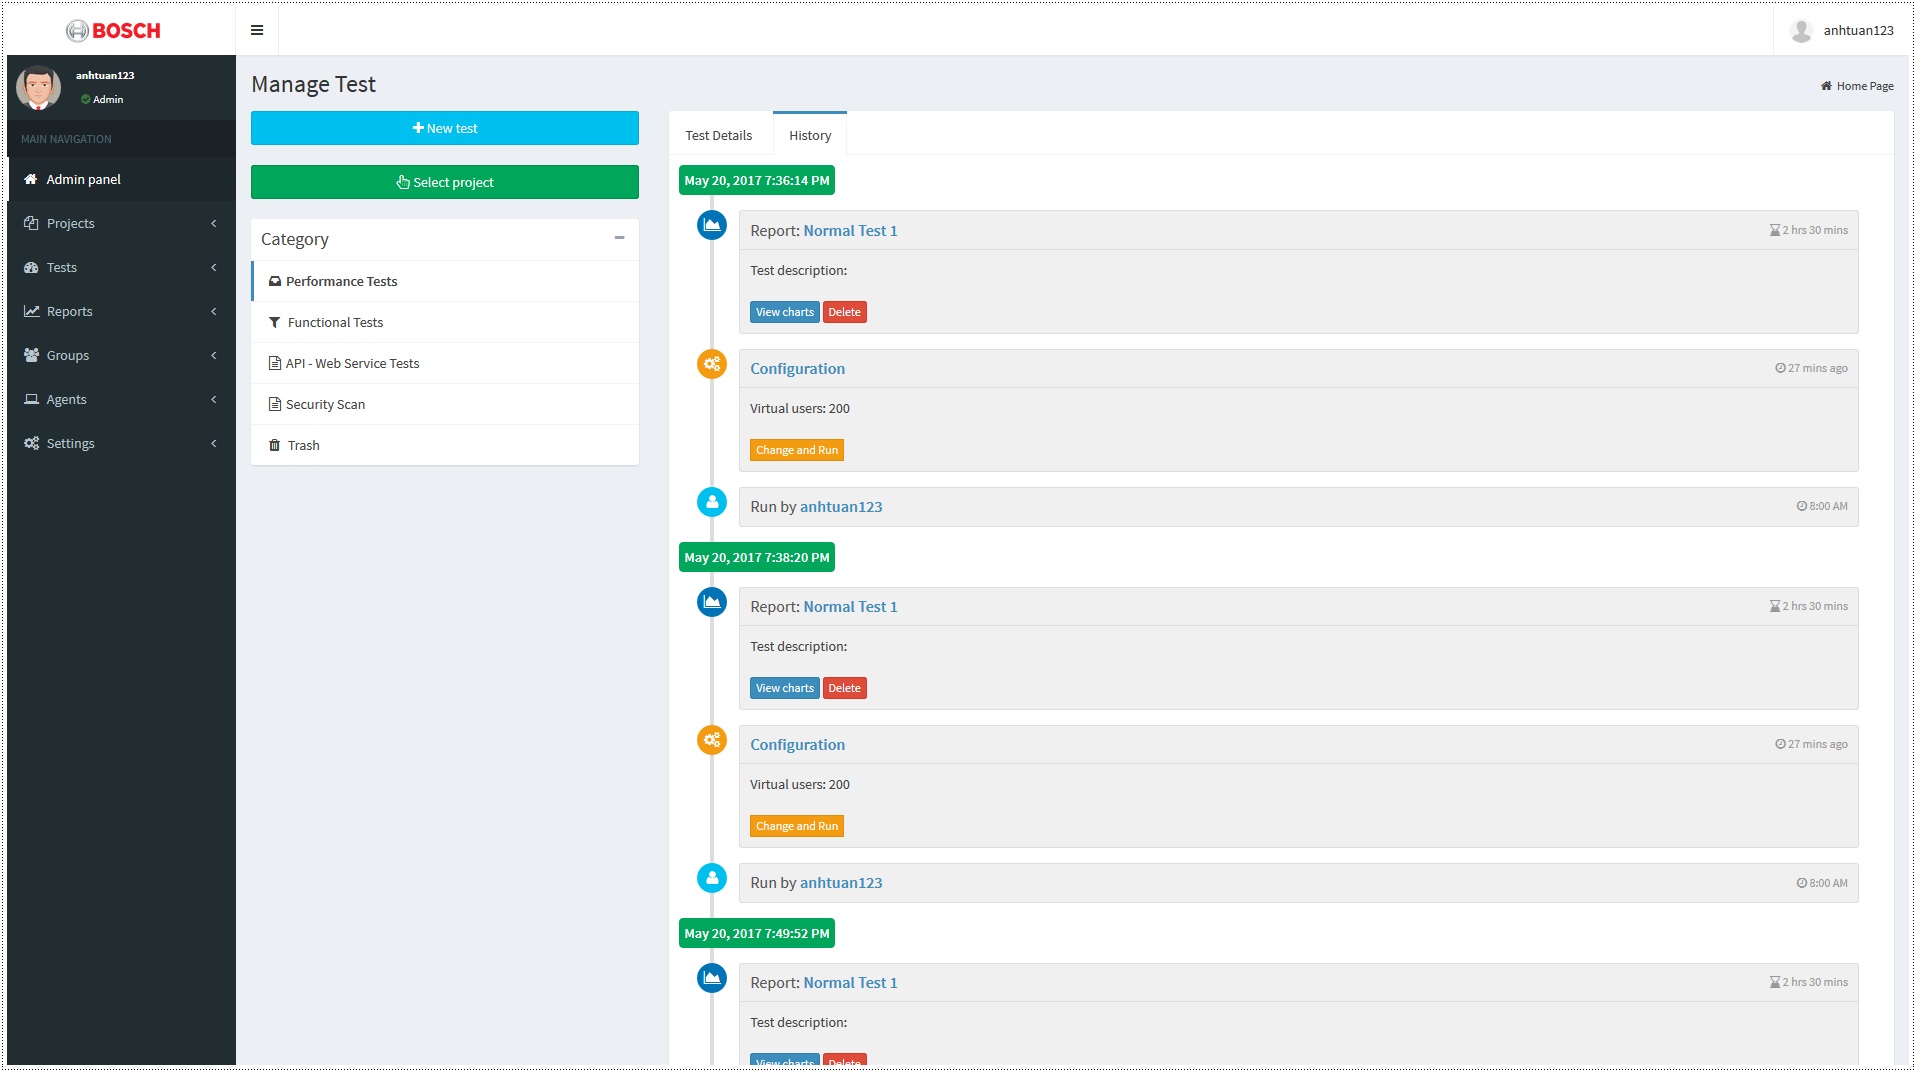 BOSCH
anhtuan123
anhtuan123
Admin
MAIN NAVIGATION
Admin panel
Projects
Tests
Reports
Groups
Agents
Settings
Manage Test
Home Page
New test
Select project
Category
Performance Tests
Functional Tests
API - Web Service Tests
Security Scan
Trash
Test Details
History
May 20, 2017 7:36:14 PM
Report: Normal Test 1
2 hrs 30 mins
Test description:
View charts
Delete
Configuration
27 mins ago
Virtual users: 200
Change and Run
Run by anhtuan123
8:00 AM
May 20, 2017 7:38:20 PM
Report: Normal Test 1
2 hrs 30 mins
Test description:
View charts
Delete
Configuration
27 mins ago
Virtual users: 200
Change and Run
Run by anhtuan123
8:00 AM
May 20, 2017 7:49:52 PM
Report: Normal Test 1
2 hrs 30 mins
Test description:
View charts
Delete